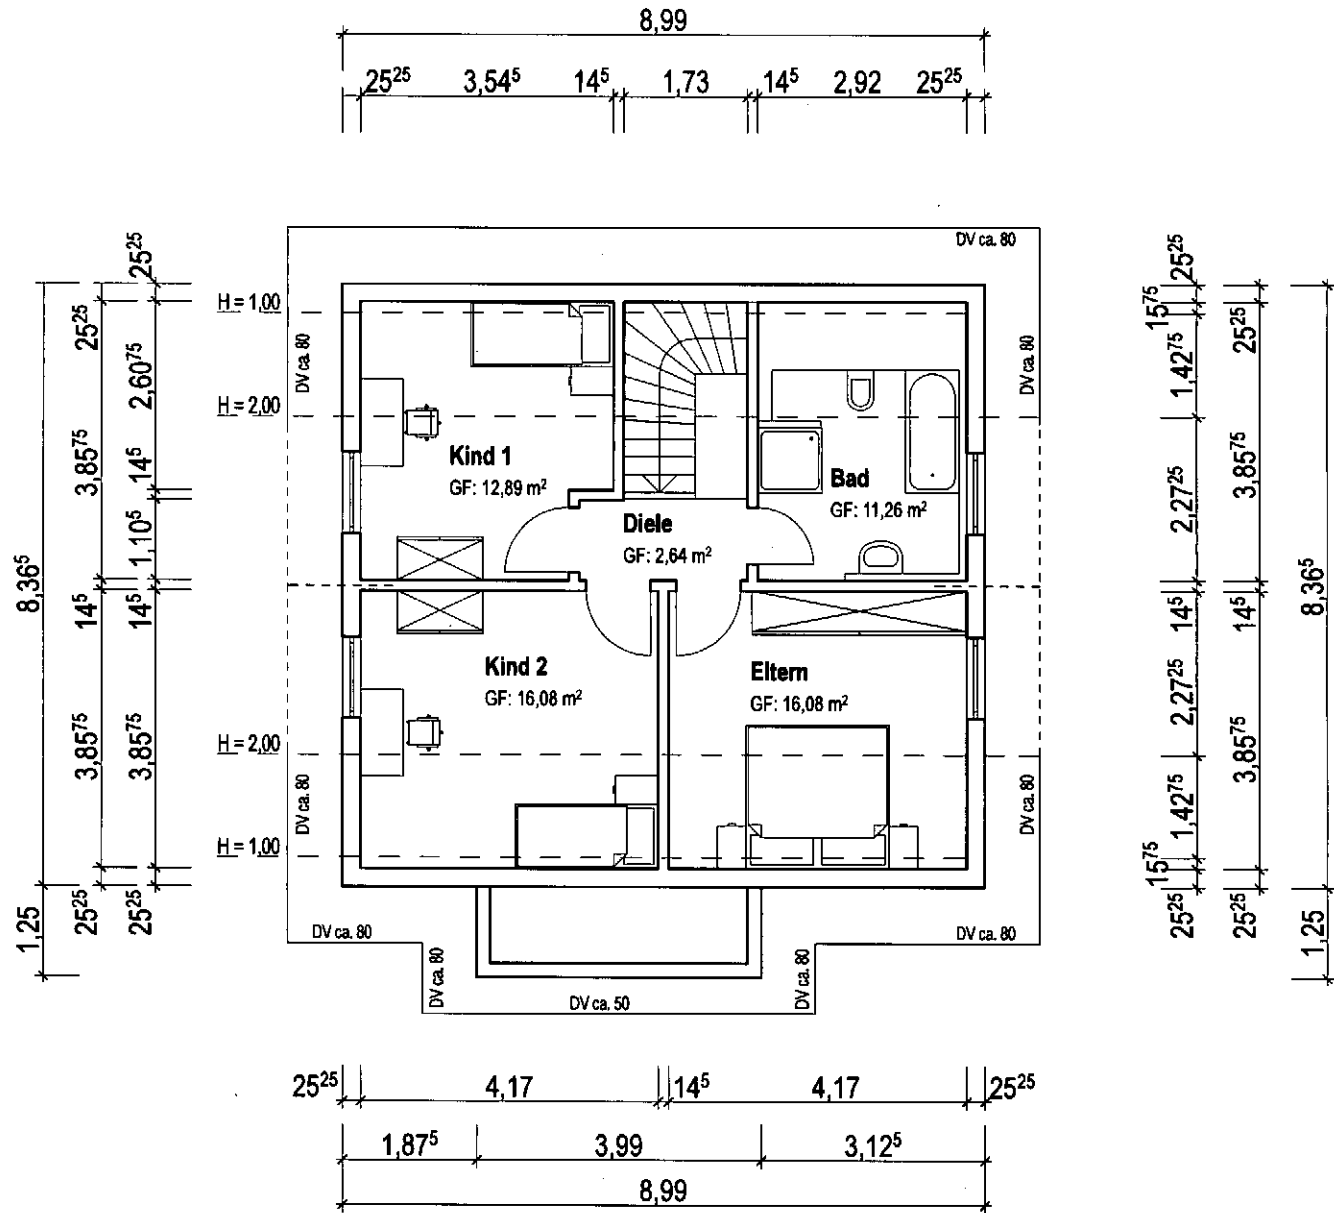 8,99
25²⁵ 3,54⁵ 14⁵ 1,73 14⁵ 2,92 25²⁵
DV ca. 80
H = 1,00
DV ca. 80
DV ca. 80
H = 2,00
Kind 1
GF: 12,89 m²
Bad
GF: 11,26 m²
Diele
GF: 2,64 m²
Kind 2
GF: 16,08 m²
Eltern
GF: 16,08 m²
H = 2,00
DV ca. 80
DV ca. 80
H = 1,00
DV ca. 80
DV ca. 80
DV ca. 80
DV ca. 80
DV ca. 50
8,36⁵
1,25
25²⁵
3,85⁷⁵
14⁵
3,85⁷⁵
25²⁵
25²⁵
2,60⁷⁵
14⁵
1,10⁵
14⁵
3,85⁷⁵
25²⁵
25²⁵
15⁷⁵
1,42⁷⁵
2,27²⁵
14⁵
2,27²⁵
1,42⁷⁵
15⁷⁵
25²⁵
25²⁵
3,85⁷⁵
14⁵
3,85⁷⁵
25²⁵
8,36⁵
1,25
25²⁵ 4,17 14⁵ 4,17 25²⁵
1,87⁵ 3,99 3,12⁵
8,99